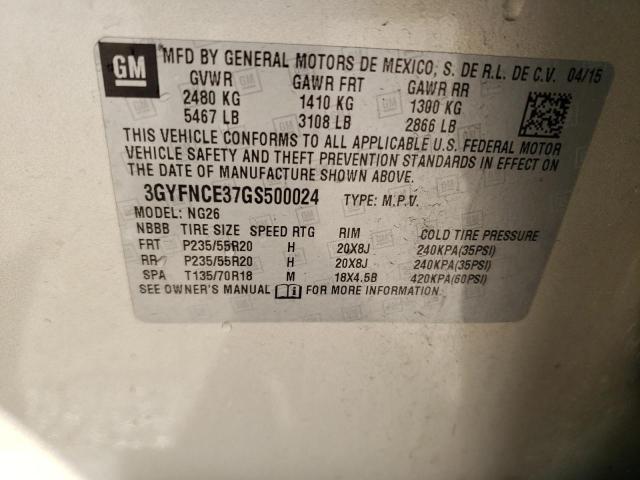 GM
MFD BY GENERAL MOTORS DE MEXICO, S. DE R.L. DE C.V. 04/15
GVWR GAWR FRT GAWR RR
2480 KG 1410 KG 1300 KG
5467 LB 3108 LB 2866 LB
THIS VEHICLE CONFORMS TO ALL APPLICABLE U.S. FEDERAL MOTOR
VEHICLE SAFETY AND THEFT PREVENTION STANDARDS IN EFFECT ON
THE DATE OF MANUFACTURE SHOWN ABOVE.
3GYFNCE37GS500024 TYPE: M.P.V.
MODEL: NG26
NBBB TIRE SIZE SPEED RTG RIM COLD TIRE PRESSURE
FRT P235/55R20 H 20X8J 240KPA(35PSI)
RR P235/55R20 H 20X8J 240KPA(35PSI)
SPA T135/70R18 M 18X4.5B 420KPA(60PSI)
SEE OWNER'S MANUAL FOR MORE INFORMATION.